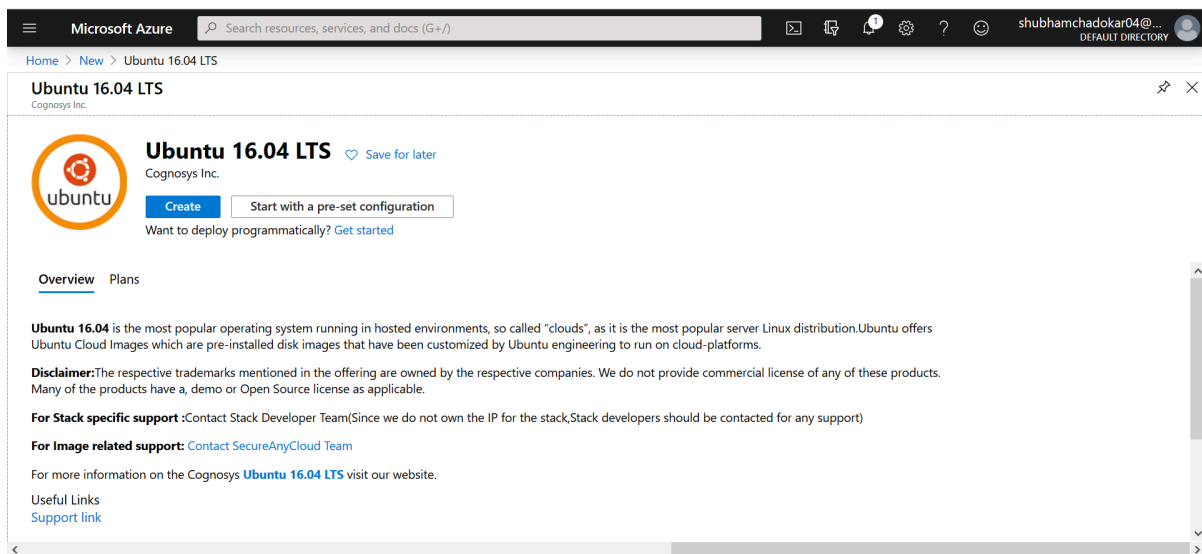 Microsoft Azure
Search resources, services, and docs (G+/)
1
shubhamchadokar04@...
DEFAULT DIRECTORY
Home > New > Ubuntu 16.04 LTS
Ubuntu 16.04 LTS
Cognosys Inc.
ubuntu
Ubuntu 16.04 LTS
Save for later
Cognosys Inc.
Create
Start with a pre-set configuration
Want to deploy programmatically? Get started
Overview Plans
Ubuntu 16.04 is the most popular operating system running in hosted environments, so called “clouds”, as it is the most popular server Linux distribution.Ubuntu offers
Ubuntu Cloud Images which are pre-installed disk images that have been customized by Ubuntu engineering to run on cloud-platforms.
Disclaimer:The respective trademarks mentioned in the offering are owned by the respective companies. We do not provide commercial license of any of these products.
Many of the products have a, demo or Open Source license as applicable.
For Stack specific support :Contact Stack Developer Team(Since we do not own the IP for the stack,Stack developers should be contacted for any support)
For Image related support: Contact SecureAnyCloud Team
For more information on the Cognosys Ubuntu 16.04 LTS visit our website.
Useful Links
Support link